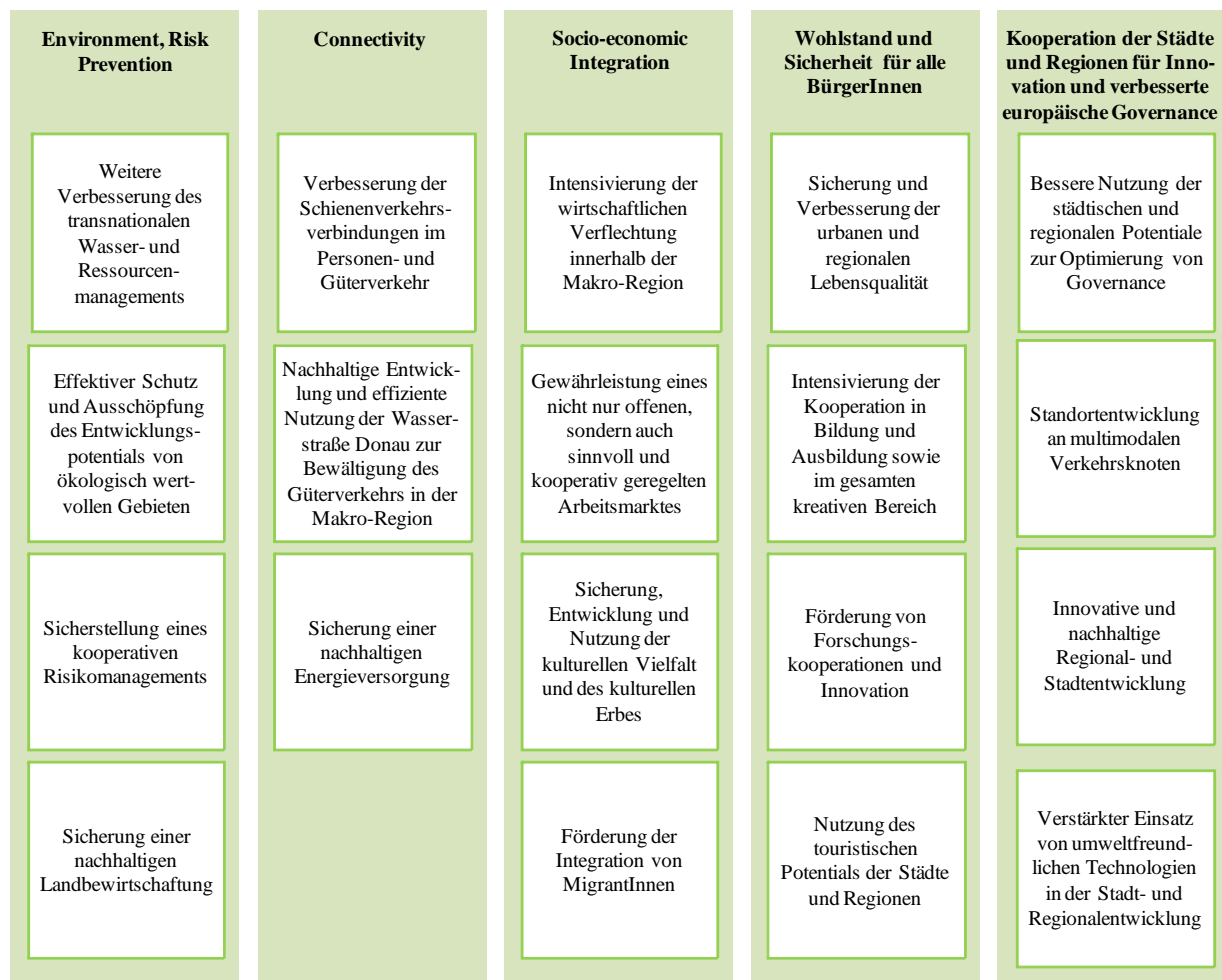 Environment, Risk
Prevention
Weitere
Verbesserung des
transnationalen
Wasser- und
Ressourcen-
managements
Effektiver Schutz
und Ausschöpfung
des Entwicklungs-
potentials von
ökologisch wert-
vollen Gebieten
Sicherstellung eines
kooperativen
Risikomanagements
Sicherung einer
nachhaltigen
Landbewirtschaftung
Connectivity
Verbesserung der
Schienenverkehrs-
verbindungen im
Personen- und
Güterverkehr
Nachhaltige Entwick-
lung und effiziente
Nutzung der Wasser-
straße Donau zur
Bewältigung des
Güterverkehrs in der
Makro-Region
Sicherung einer
nachhaltigen
Energieversorgung
Socio-economic
Integration
Intensivierung der
wirtschaftlichen
Verflechtung
innerhalb der
Makro-Region
Gewährleistung eines
nicht nur offenen,
sondern auch
sinnvoll und
kooperativ geregelten
Arbeitsmarktes
Sicherung,
Entwicklung und
Nutzung der
kulturellen Vielfalt
und des kulturellen
Erbes
Förderung der
Integration von
MigrantInnen
Wohlstand und
Sicherheit für alle
BürgerInnen
Sicherung und
Verbesserung der
urbanen und
regionalen
Lebensqualität
Intensivierung der
Kooperation in
Bildung und
Ausbildung sowie
im gesamten
kreativen Bereich
Förderung von
Forschungs-
kooperationen und
Innovation
Nutzung des
touristischen
Potentials der Städte
und Regionen
Kooperation der Städte
und Regionen für Inno-
vation und verbesserte
europäische Governance
Bessere Nutzung der
städtischen und
regionalen Potentiale
zur Optimierung von
Governance
Standortentwicklung
an multimodalen
Verkehrsknoten
Innovative und
nachhaltige
Regional- und
Stadtentwicklung
Verstärkter Einsatz
von umweltfreund-
lichen Technologien
in der Stadt- und
Regionalentwicklung